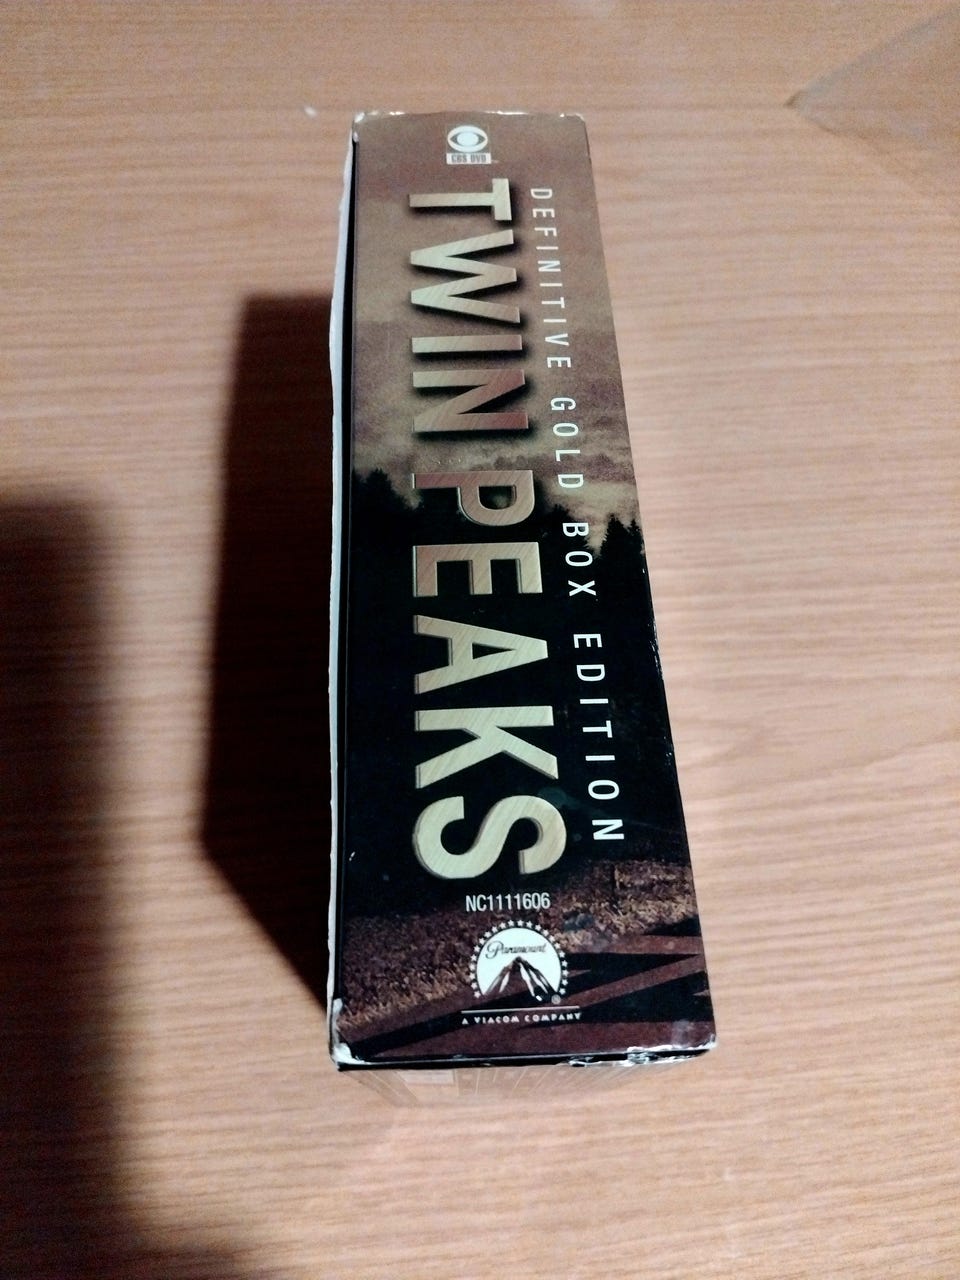 CBS DVD
DEFINITIVE GOLD BOX EDITION
TWIN PEAKS
NC1111606
Paramount
A VIACOM COMPANY